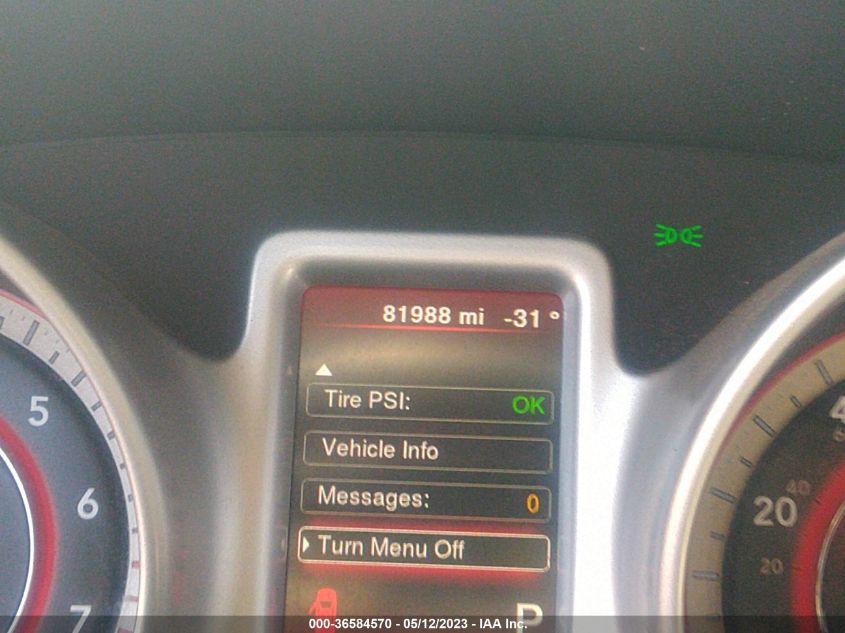 81988 mi -31 °
Tire PSI: OK
Vehicle Info
Messages: 0
Turn Menu Off
P
5
6
7
20
40
20
000-36584570 - 05/12/2023 - IAA Inc.